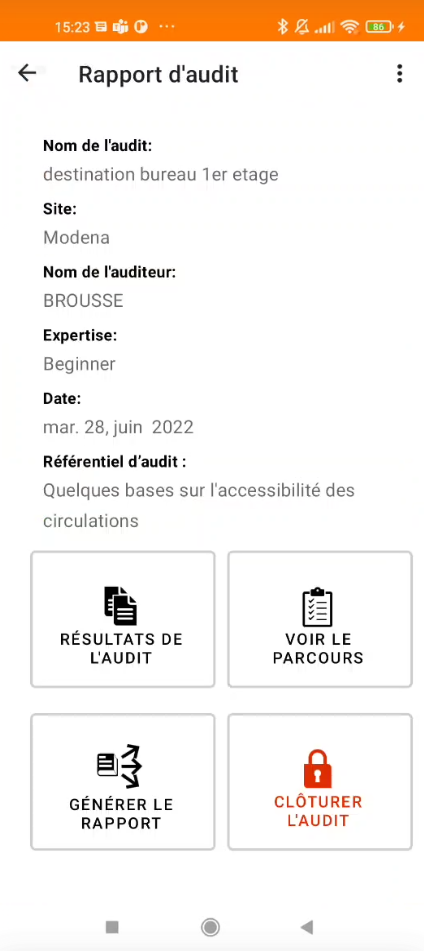 15:23
86
Rapport d'audit
Nom de l'audit:
destination bureau 1er etage
Site:
Modena
Nom de l'auditeur:
BROUSSE
Expertise:
Beginner
Date:
mar. 28, juin 2022
Référentiel d’audit :
Quelques bases sur l'accessibilité des
circulations
RÉSULTATS DE
L'AUDIT
VOIR LE
PARCOURS
GÉNÉRER LE
RAPPORT
CLÔTURER
L'AUDIT